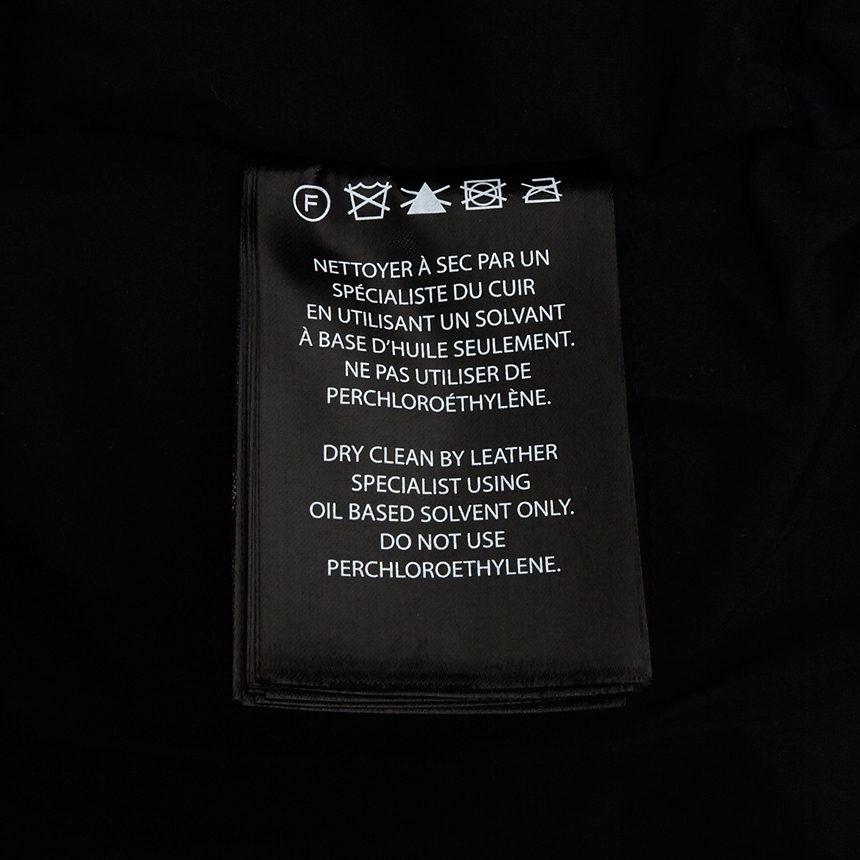 F
NETTOYER À SEC PAR UN
SPÉCIALISTE DU CUIR
EN UTILISANT UN SOLVANT
À BASE D'HUILE SEULEMENT.
NE PAS UTILISER DE
PERCHLOROÉTHYLÈNE.
DRY CLEAN BY LEATHER
SPECIALIST USING
OIL BASED SOLVENT ONLY.
DO NOT USE
PERCHLOROETHYLENE.